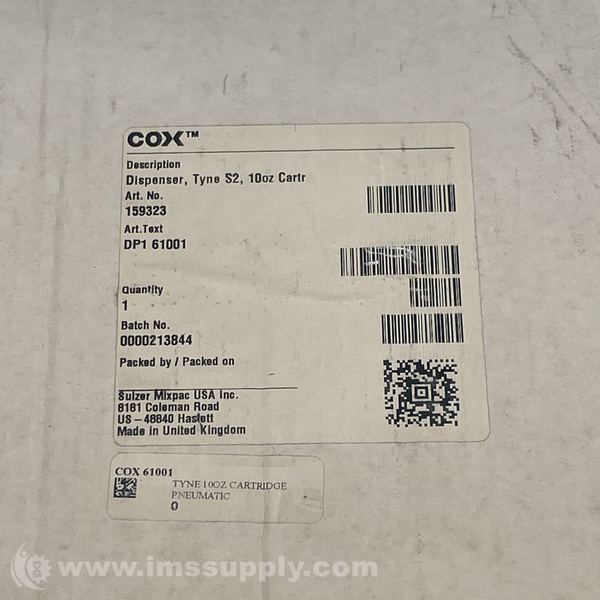 COX™
Description
Dispenser, Tyne S2, 10oz Cartr
Art. No.
159323
Art.Text
DP1 61001
Quantity
1
Batch No.
0000213844
Packed by / Packed on
Sulzer Mixpac USA Inc.
8181 Coleman Road
US - 48840 Haslett
Made in United Kingdom
COX 61001
TYNE 10OZ CARTRIDGE
PNEUMATIC
0
www.imssupply.com